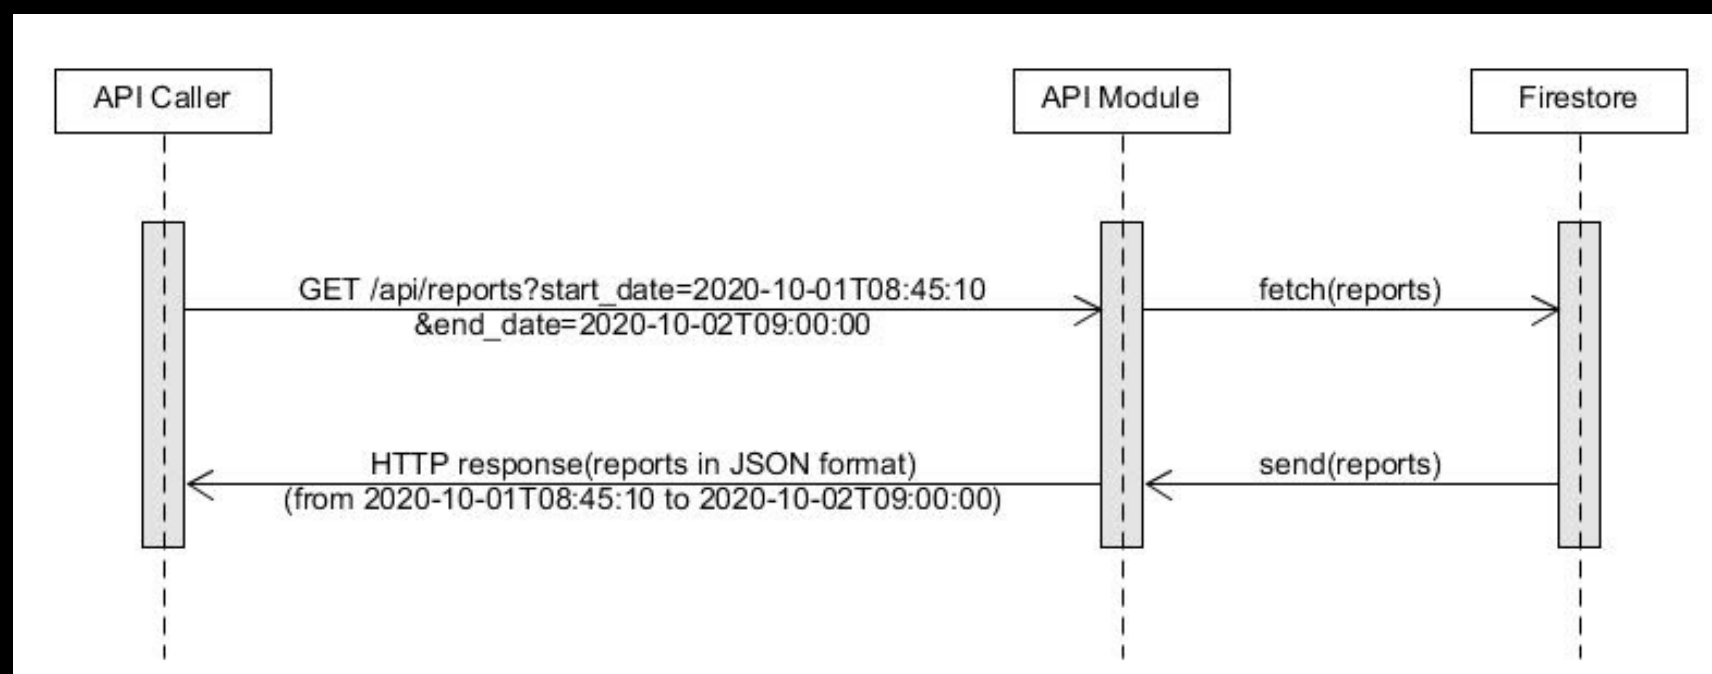 API Caller
API Module
Firestore
GET /api/reports?start_date=2020-10-01T08:45:10
&end_date=2020-10-02T09:00:00
fetch(reports)
HTTP response(reports in JSON format)
(from 2020-10-01T08:45:10 to 2020-10-02T09:00:00)
send(reports)